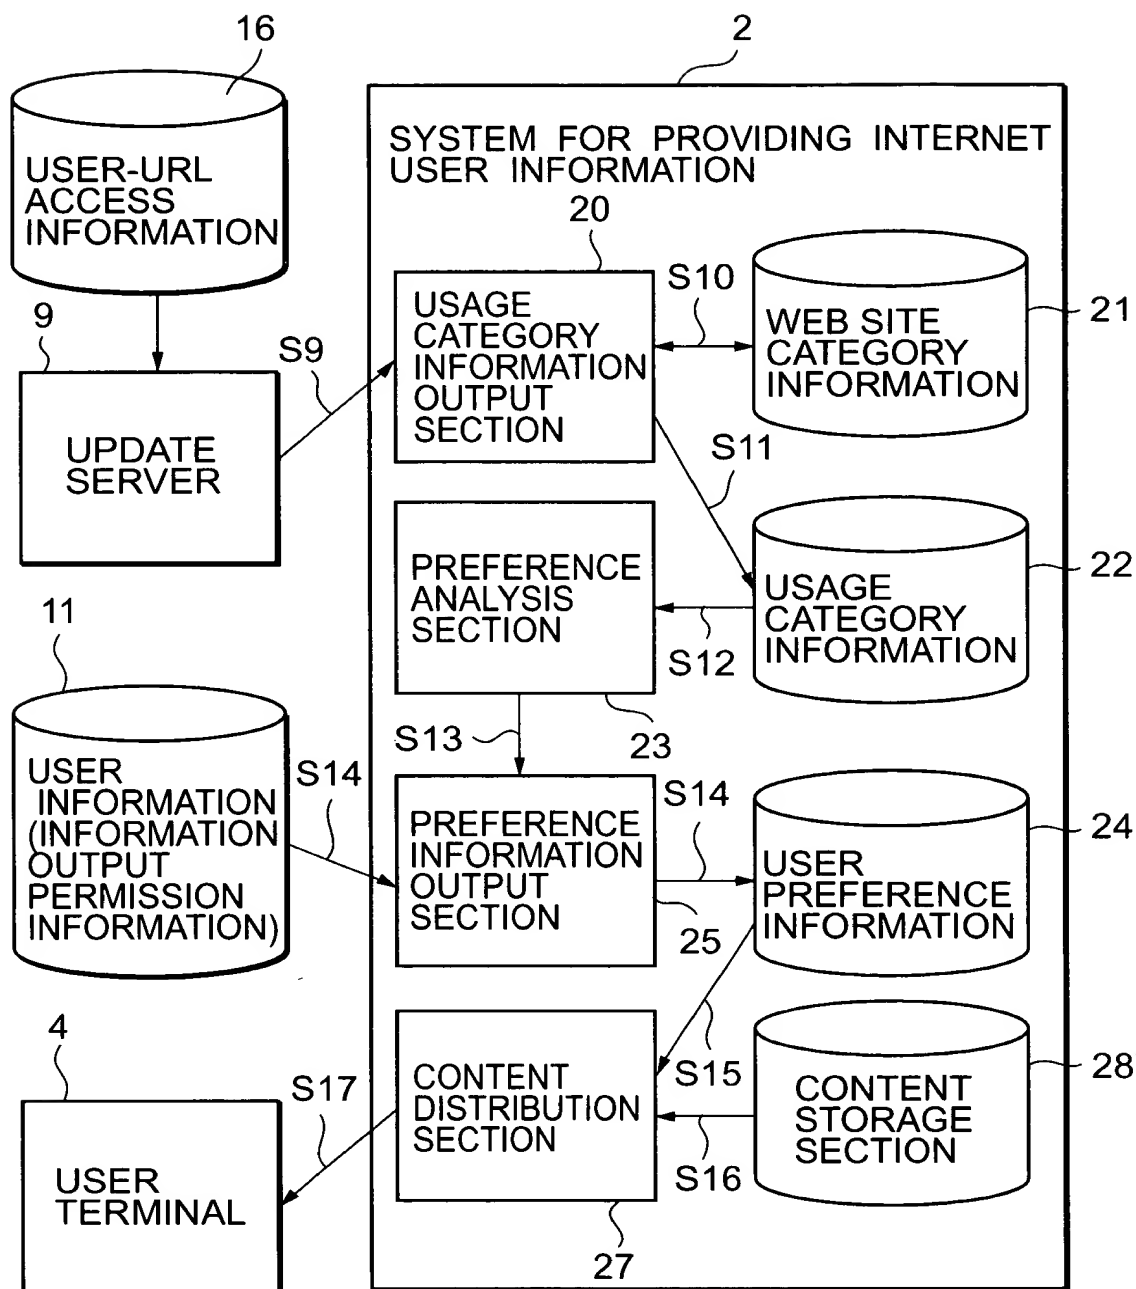 16
2
USER-URL
ACCESS
INFORMATION
SYSTEM FOR PROVIDING INTERNET
USER INFORMATION
20
9
S9
USAGE
CATEGORY
INFORMATION
OUTPUT
SECTION
S10
WEB SITE
CATEGORY
INFORMATION
21
UPDATE
SERVER
S11
PREFERENCE
ANALYSIS
SECTION
S12
USAGE
CATEGORY
INFORMATION
22
11
S13
23
USER
INFORMATION
(INFORMATION
OUTPUT
PERMISSION
INFORMATION)
S14
PREFERENCE
INFORMATION
OUTPUT
SECTION
S14
25
USER
PREFERENCE
INFORMATION
24
4
S17
CONTENT
DISTRIBUTION
SECTION
S15
S16
CONTENT
STORAGE
SECTION
28
USER
TERMINAL
27